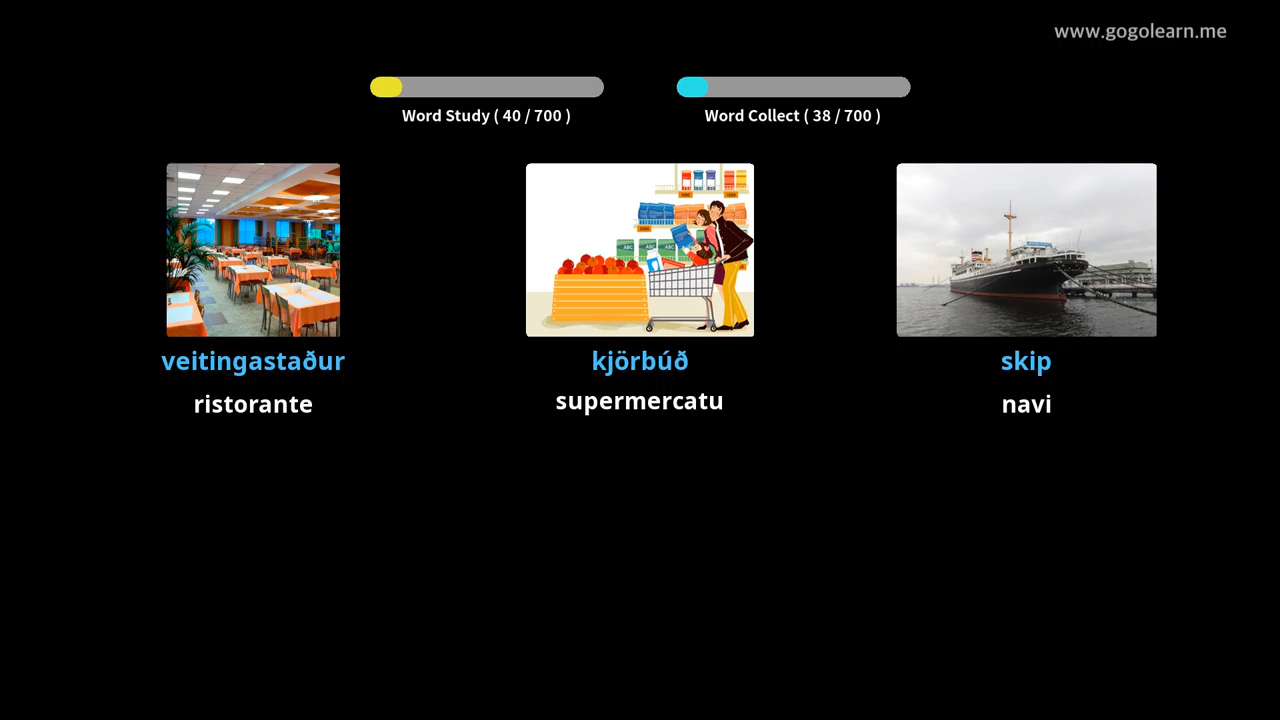 www.gogolearn.me
Word Study ( 40 / 700 )
Word Collect ( 38 / 700 )
veitingastaður
ristorante
kjörbúð
supermercatu
skip
navi